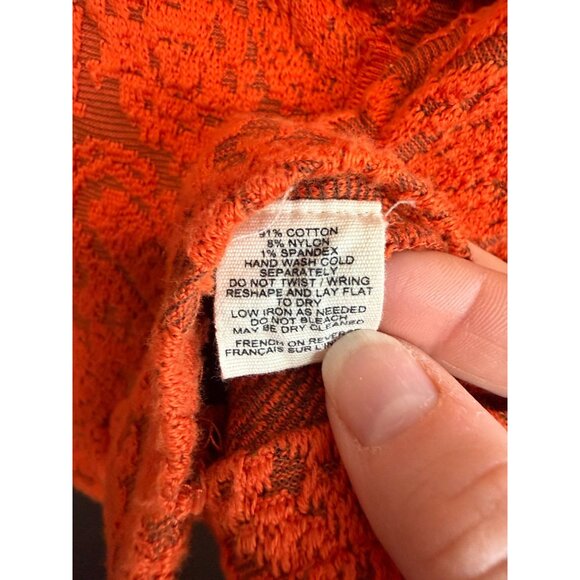 91% COTTON
8% NYLON
1% SPANDEX
HAND WASH COLD
SEPARATELY
DO NOT TWIST / WRING
RESHAPE AND LAY FLAT
TO DRY
LOW IRON AS NEEDED
DO NOT BLEACH
MAY BE DRY CLEANED
FRENCH ON REVERSE
FRANÇAIS SUR